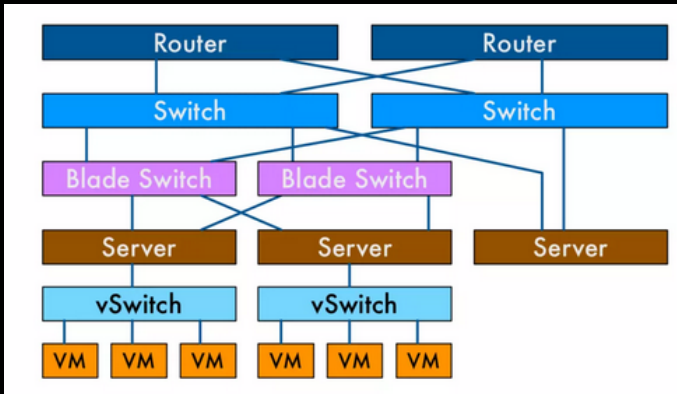 Router
Router
Switch
Switch
Blade Switch
Blade Switch
Server
Server
Server
vSwitch
vSwitch
VM
VM
VM
VM
VM
VM